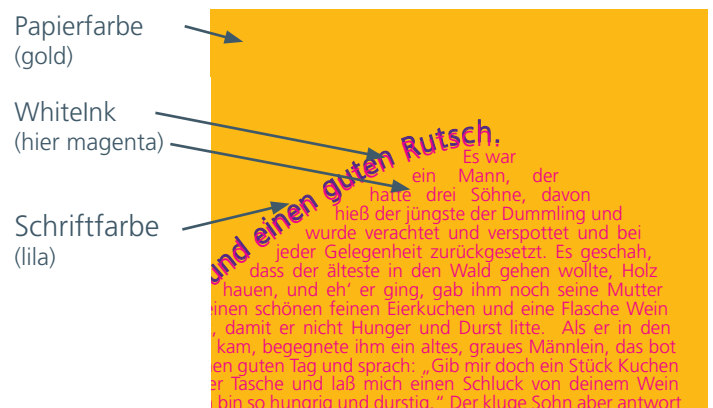 Papierfarbe
(gold)
WhiteInk
(hier magenta)
Schriftfarbe
(lila)
und einen guten Rutsch.
Es war
ein Mann, der
hatte drei Söhne, davon
hieß der jüngste der Dummling und
wurde verachtet und verspottet und bei
jeder Gelegenheit zurückgesetzt. Es geschah,
dass der älteste in den Wald gehen wollte, Holz
hauen, und eh’ er ging, gab ihm noch seine Mutter
einen schönen feinen Eierkuchen und eine Flasche Wein
, damit er nicht Hunger und Durst litte. Als er in den
kam, begegnete ihm ein altes, graues Männlein, das bot
guten Tag und sprach: „Gib mir doch ein Stück Kuchen
Tasche und laß mich einen Schluck von deinem Wein
bin so hungrig und durstig.“ Der kluge Sohn aber antwort